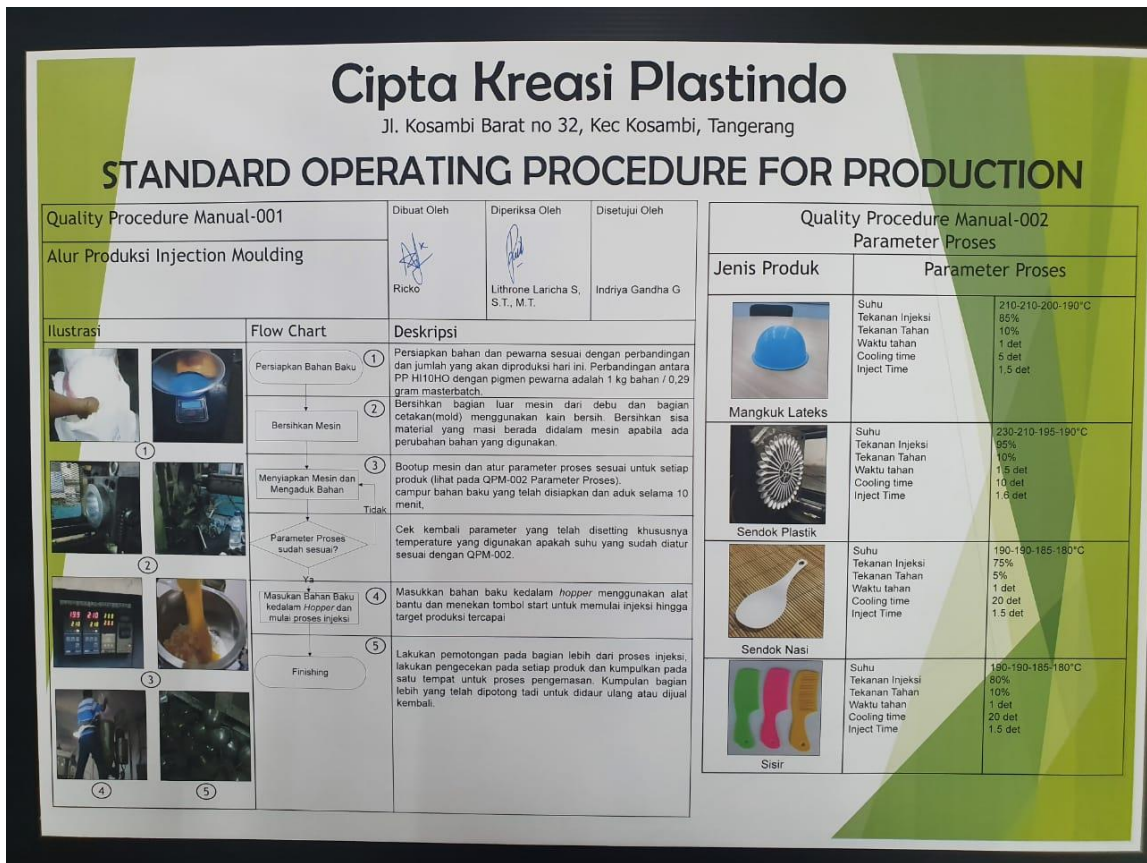 Cipta Kreasi Plastindo
Jl. Kosambi Barat no 32, Kec Kosambi, Tangerang
STANDARD OPERATING PROCEDURE FOR PRODUCTION
Quality Procedure Manual-001
Alur Produksi Injection Moulding
Dibuat Oleh
Ricko
Diperiksa Oleh
Lithrone Laricha S,
S.T., M.T.
Disetujui Oleh
Indriya Gandha G
Ilustrasi
Flow Chart
Deskripsi
1
2
3
4
5
Persiapkan Bahan Baku
1
Persiapkan bahan dan pewarna sesuai dengan perbandingan
dan jumlah yang akan diproduksi hari ini. Perbandingan antara
PP HI10HO dengan pigmen pewarna adalah 1 kg bahan / 0,29
gram masterbatch.
Bersihkan Mesin
2
Bersihkan bagian luar mesin dari debu dan bagian
cetakan(mold) menggunakan kain bersih. Bersihkan sisa
material yang masi berada didalam mesin apabila ada
perubahan bahan yang digunakan.
Menyiapkan Mesin dan
Mengaduk Bahan
3
Bootup mesin dan atur parameter proses sesuai untuk setiap
produk (lihat pada QPM-002 Parameter Proses).
campur bahan baku yang telah disiapkan dan aduk selama 10
menit,
Tidak
Parameter Proses
sudah sesuai?
Ya
Cek kembali parameter yang telah disetting khususnya
temperature yang digunakan apakah suhu yang sudah diatur
sesuai dengan QPM-002.
Masukan Bahan Baku
kedalam Hopper dan
mulai proses injeksi
4
Masukkan bahan baku kedalam hopper menggunakan alat
bantu dan menekan tombol start untuk memulai injeksi hingga
target produksi tercapai
Finishing
5
Lakukan pemotongan pada bagian lebih dari proses injeksi,
lakukan pengecekan pada setiap produk dan kumpulkan pada
satu tempat untuk proses pengemasan. Kumpulan bagian
lebih yang telah dipotong tadi untuk didaur ulang atau dijual
kembali.
Quality Procedure Manual-002
Parameter Proses
Jenis Produk
Parameter Proses
Mangkuk Lateks
Suhu 210-210-200-190°C
Tekanan Injeksi 85%
Tekanan Tahan 10%
Waktu tahan 1 det
Cooling time 5 det
Inject Time 1.5 det
Sendok Plastik
Suhu 230-210-195-190°C
Tekanan Injeksi 95%
Tekanan Tahan 10%
Waktu tahan 1.5 det
Cooling time 10 det
Inject Time 1.6 det
Sendok Nasi
Suhu 190-190-185-180°C
Tekanan Injeksi 75%
Tekanan Tahan 5%
Waktu tahan 1 det
Cooling time 20 det
Inject Time 1.5 det
Sisir
Suhu 190-190-185-180°C
Tekanan Injeksi 80%
Tekanan Tahan 10%
Waktu tahan 1 det
Cooling time 20 det
Inject Time 1.5 det